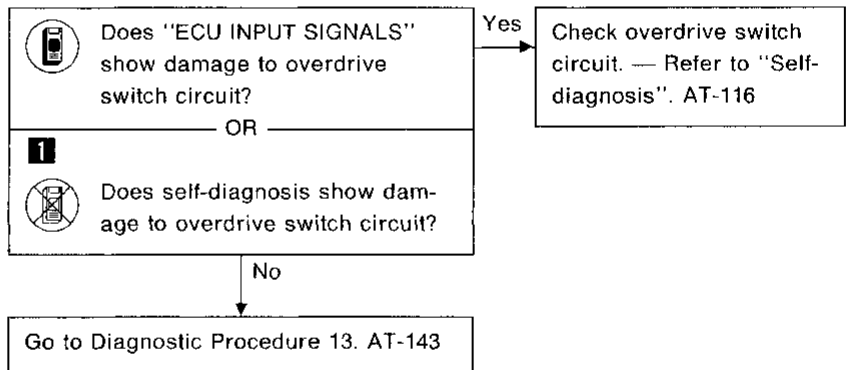 Does "ECU INPUT SIGNALS"
show damage to overdrive
switch circuit?
Yes
Check overdrive switch
circuit. — Refer to "Self-
diagnosis". AT-116
OR
1
Does self-diagnosis show dam-
age to overdrive switch circuit?
No
Go to Diagnostic Procedure 13. AT-143